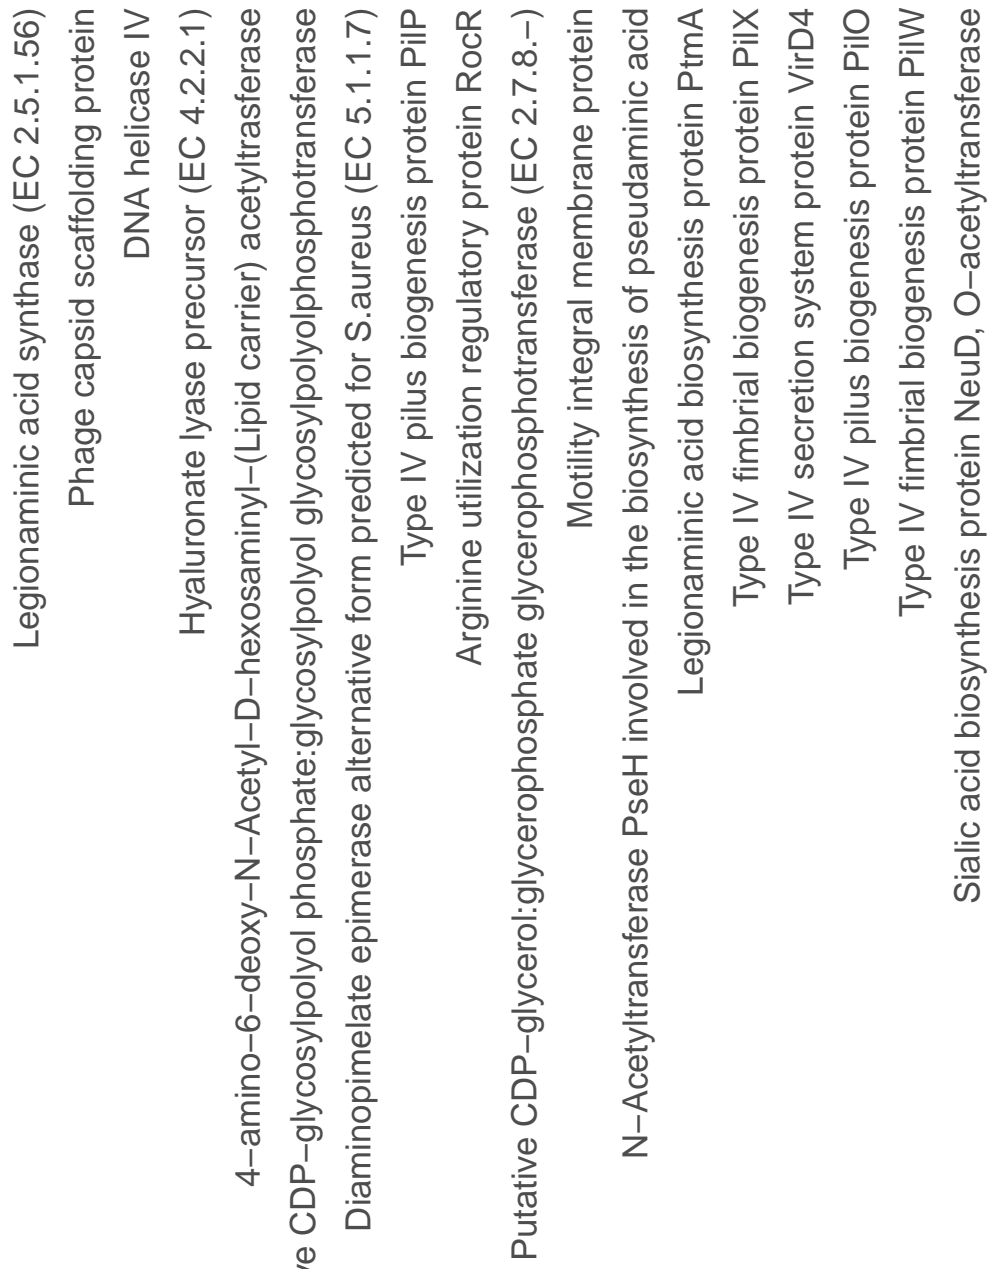 Legionaminic acid synthase (EC 2.5.1.56)
Phage capsid scaffolding protein
DNA helicase IV
Hyaluronate lyase precursor (EC 4.2.2.1)
4−amino−6−deoxy−N−Acetyl−D−hexosaminyl−(Lipid carrier) acetyltrasferase
ve CDP−glycosylpolyol phosphate:glycosylpolyol glycosylpolyolphosphotransferase
Diaminopimelate epimerase alternative form predicted for S.aureus (EC 5.1.1.7)
Type IV pilus biogenesis protein PilP
Arginine utilization regulatory protein RocR
Putative CDP−glycerol:glycerophosphate glycerophosphotransferase (EC 2.7.8.−)
Motility integral membrane protein
N−Acetyltransferase PseH involved in the biosynthesis of pseudaminic acid
Legionaminic acid biosynthesis protein PtmA
Type IV fimbrial biogenesis protein PilX
Type IV secretion system protein VirD4
Type IV pilus biogenesis protein PilO
Type IV fimbrial biogenesis protein PilW
Sialic acid biosynthesis protein NeuD, O−acetyltransferase